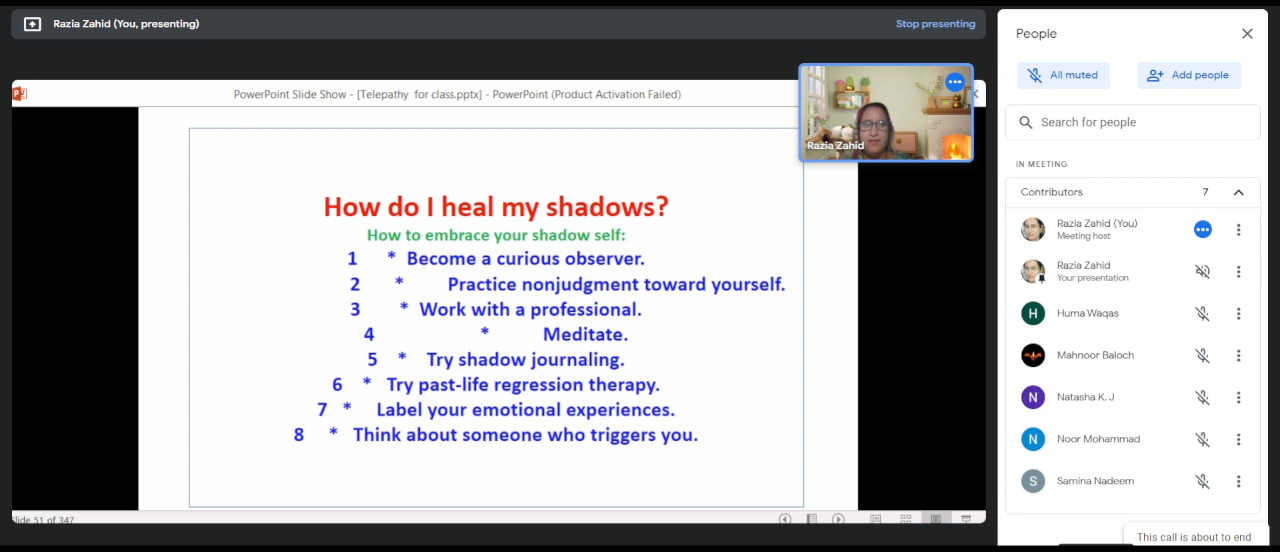 Razia Zahid (You, presenting)
Stop presenting
PowerPoint Slide Show - [Telepathy for class.pptx] - PowerPoint (Product Activation Failed)
Razia Zahid
How do I heal my shadows?
How to embrace your shadow self:
1 * Become a curious observer.
2 * Practice nonjudgment toward yourself.
3 * Work with a professional.
4 * Meditate.
5 * Try shadow journaling.
6 * Try past-life regression therapy.
7 * Label your emotional experiences.
8 * Think about someone who triggers you.
Slide 51 of 347
People
All muted
Add people
Search for people
IN MEETING
Contributors 7
Razia Zahid (You)
Meeting host
Razia Zahid
Your presentation
H Huma Waqas
Mahnoor Baloch
N Natasha K. J
N Noor Mohammad
S Samina Nadeem
This call is about to end